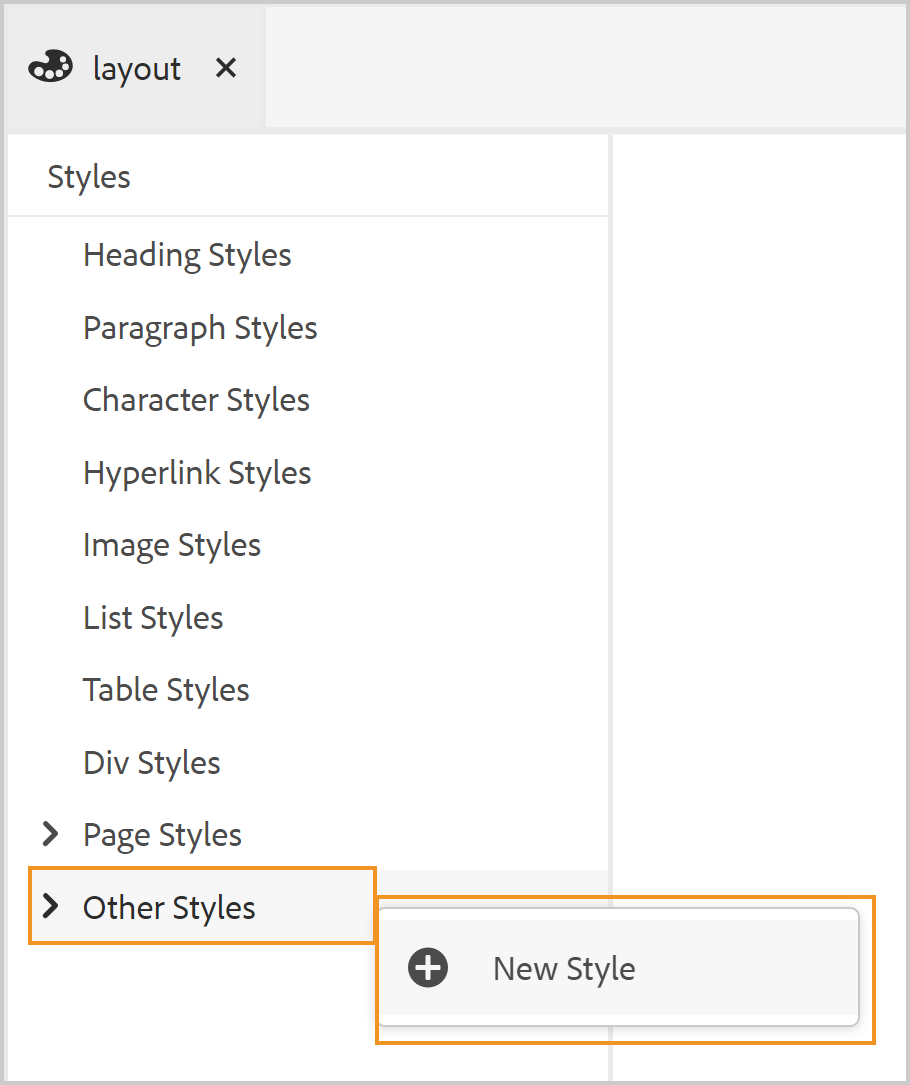 layout
Styles
Heading Styles
Paragraph Styles
Character Styles
Hyperlink Styles
Image Styles
List Styles
Table Styles
Div Styles
Page Styles
Other Styles
New Style